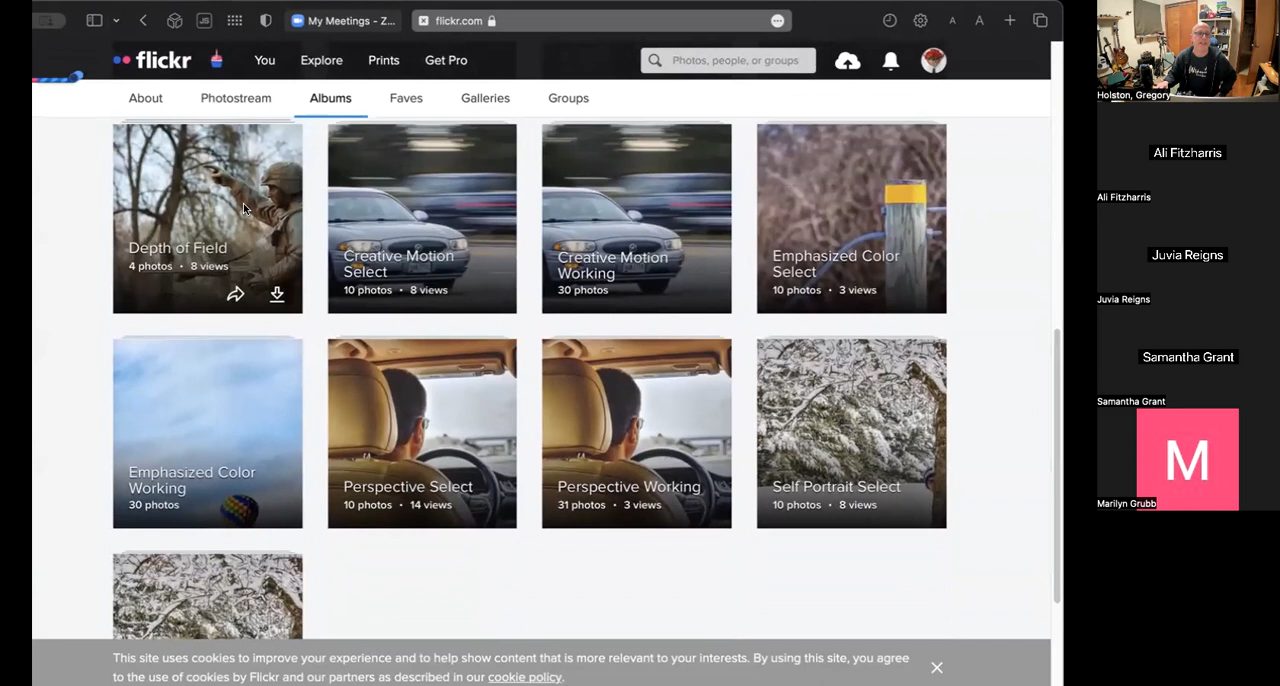 My Meetings - Z...
flickr.com
A
A
JS
flickr
You
Explore
Prints
Get Pro
Photos, people, or groups
About
Photostream
Albums
Faves
Galleries
Groups
Depth of Field
4 photos • 8 views
Creative Motion
Select
10 photos • 8 views
Creative Motion
Working
30 photos
Emphasized Color
Select
10 photos • 3 views
Emphasized Color
Working
30 photos
Perspective Select
10 photos • 14 views
Perspective Working
31 photos • 3 views
Self Portrait Select
10 photos • 8 views
This site uses cookies to improve your experience and to help show content that is more relevant to your interests. By using this site, you agree
to the use of cookies by Flickr and our partners as described in our cookie policy.
Holston, Gregory
Ali Fitzharris
Ali Fitzharris
Juvia Reigns
Juvia Reigns
Samantha Grant
Samantha Grant
M
Marilyn Grubb